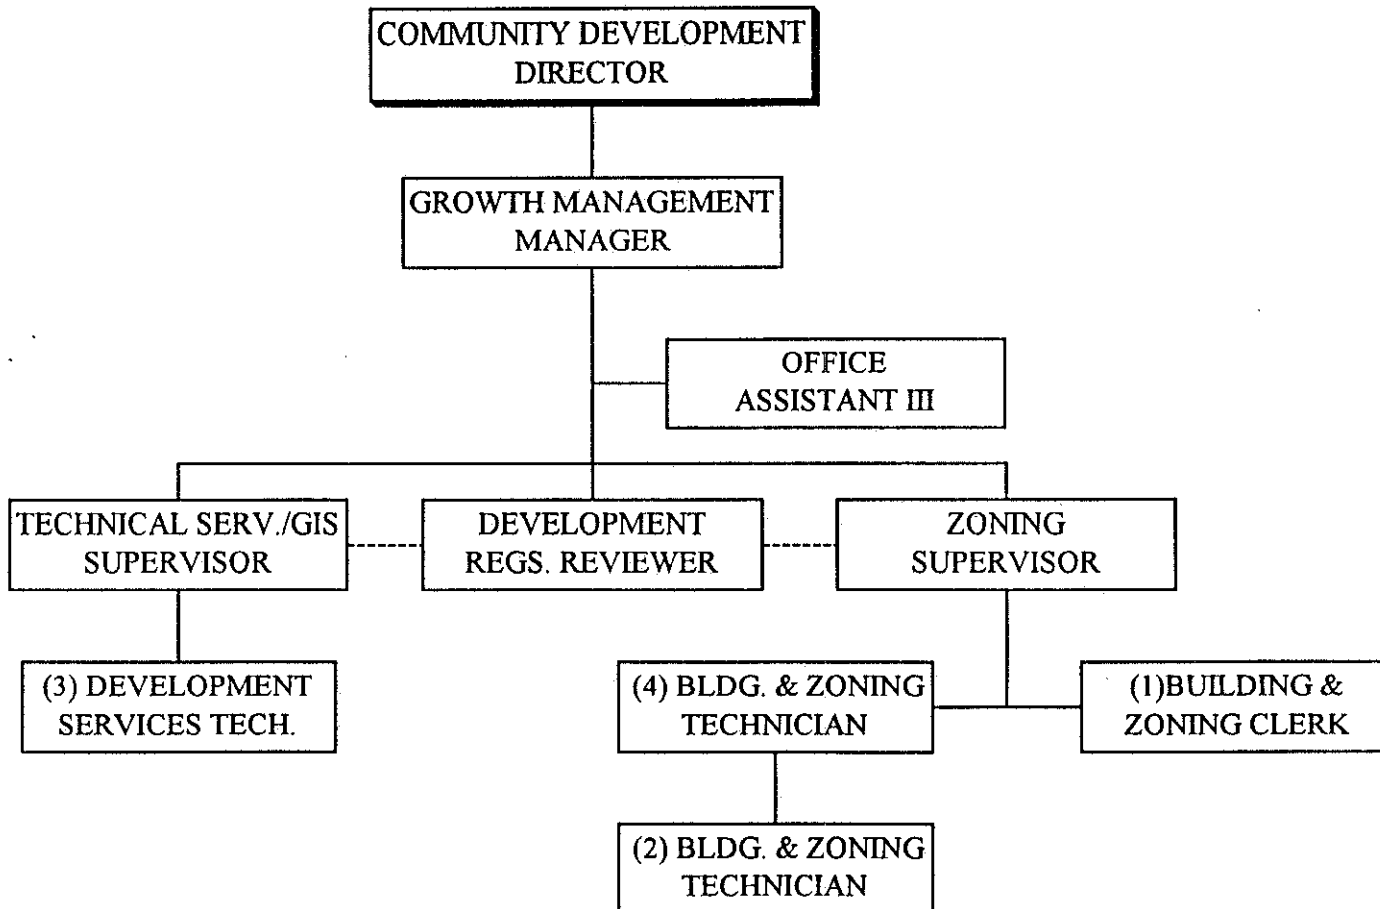 COMMUNITY DEVELOPMENT
DIRECTOR
GROWTH MANAGEMENT
MANAGER
OFFICE
ASSISTANT III
TECHNICAL SERV./GIS
SUPERVISOR
DEVELOPMENT
REGS. REVIEWER
ZONING
SUPERVISOR
(3) DEVELOPMENT
SERVICES TECH.
(4) BLDG. & ZONING
TECHNICIAN
(1)BUILDING &
ZONING CLERK
(2) BLDG. & ZONING
TECHNICIAN